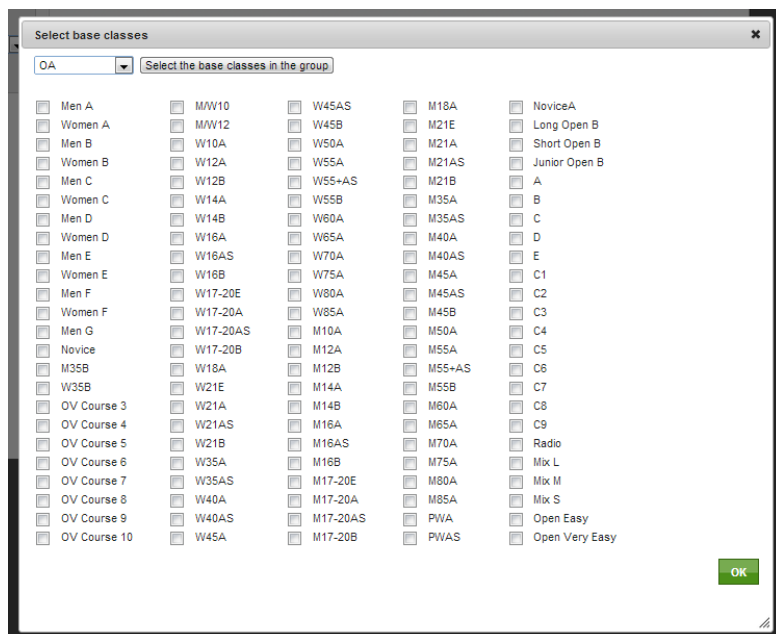 Select base classes
OA Select the base classes in the group
Men A M/W10 W45AS M18A NoviceA
Women A M/W12 W45B M21E Long Open B
Men B W10A W50A M21A Short Open B
Women B W12A W55A M21AS Junior Open B
Men C W12B W55+AS M21B A
Women C W14A W55B M35A B
Men D W14B W60A M35AS C
Women D W16A W65A M40A D
Men E W16AS W70A M40AS E
Women E W16B W75A M45A C1
Men F W17-20E W80A M45AS C2
Women F W17-20A W85A M45B C3
Men G W17-20AS M10A M50A C4
Novice W17-20B M12A M55A C5
M35B W18A M12B M55+AS C6
W35B W21E M14A M55B C7
OV Course 3 W21A M14B M60A C8
OV Course 4 W21AS M16A M65A C9
OV Course 5 W21B M16AS M70A Radio
OV Course 6 W35A M16B M75A Mix L
OV Course 7 W35AS M17-20E M80A Mix M
OV Course 8 W40A M17-20A M85A Mix S
OV Course 9 W40AS M17-20AS PWA Open Easy
OV Course 10 W45A M17-20B PWAS Open Very Easy
OK